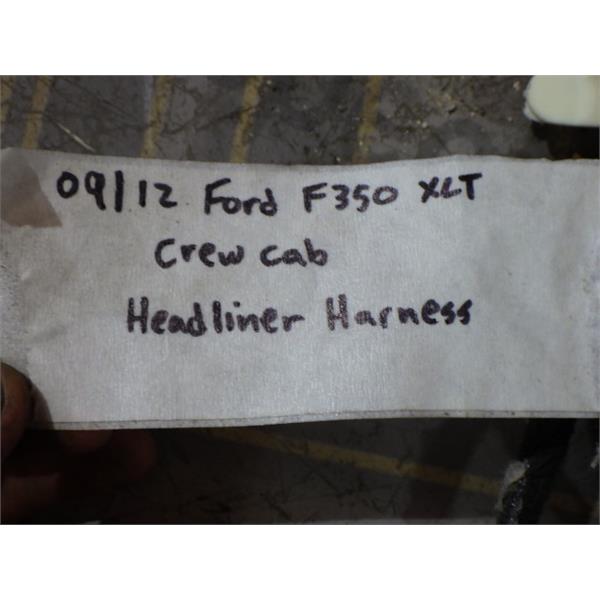 09/12 Ford F350 XLT
Crew cab
Headliner Harness